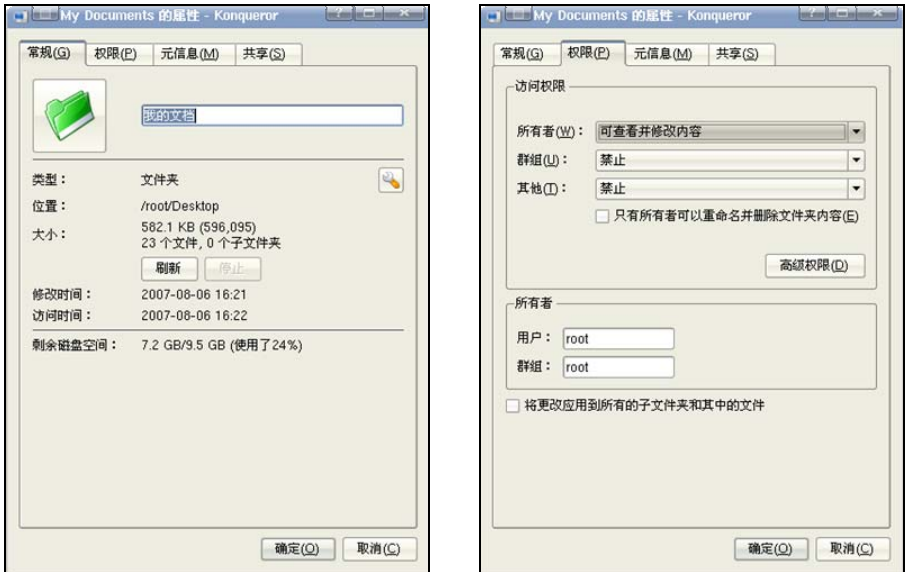 My Documents 的属性 - Konqueror
常规(G) 权限(P) 元信息(M) 共享(S)
我的文档
类型： 文件夹
位置： /root/Desktop
大小： 582.1 KB (596,095)
23 个文件, 0 个子文件夹
刷新 停止
修改时间： 2007-08-06 16:21
访问时间： 2007-08-06 16:22
剩余磁盘空间： 7.2 GB/9.5 GB (使用了24%)
确定(O) 取消(C)
My Documents 的属性 - Konqueror
常规(G) 权限(P) 元信息(M) 共享(S)
访问权限
所有者(W)： 可查看并修改内容
群组(U)： 禁止
其他(T)： 禁止
只有所有者可以重命名并删除文件夹内容(E)
高级权限(D)
所有者
用户： root
群组： root
将更改应用到所有的子文件夹和其中的文件
确定(O) 取消(C)